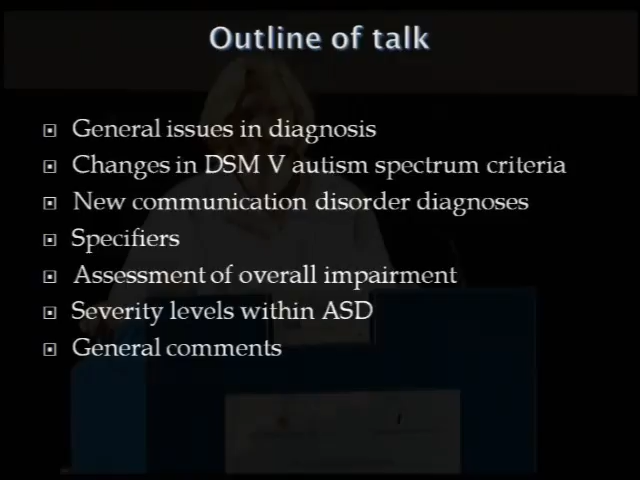 Outline of talk
General issues in diagnosis
Changes in DSM V autism spectrum criteria
New communication disorder diagnoses
Specifiers
Assessment of overall impairment
Severity levels within ASD
General comments